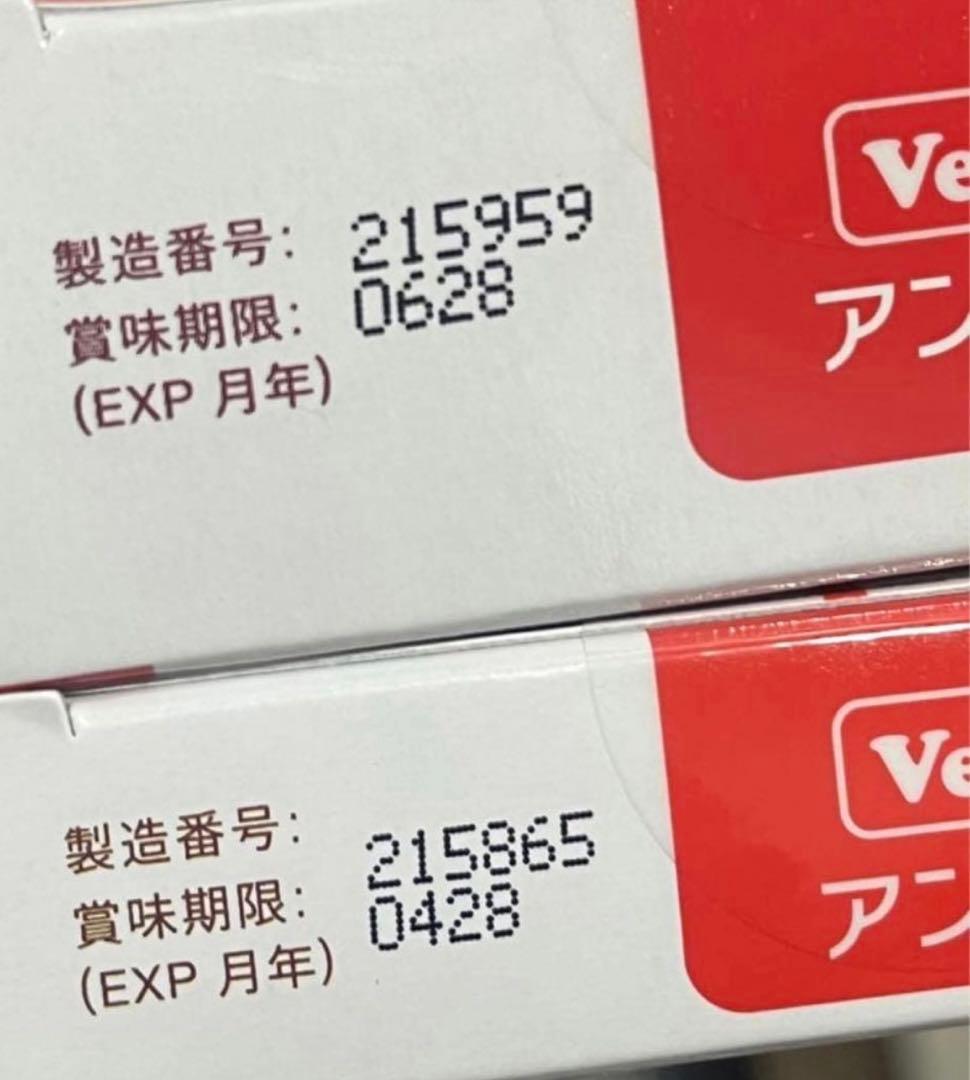 製造番号: 215959
賞味期限: 0628
(EXP 月年)
Ve
アン
製造番号: 215865
賞味期限: 0428
(EXP 月年)
Ve
アン